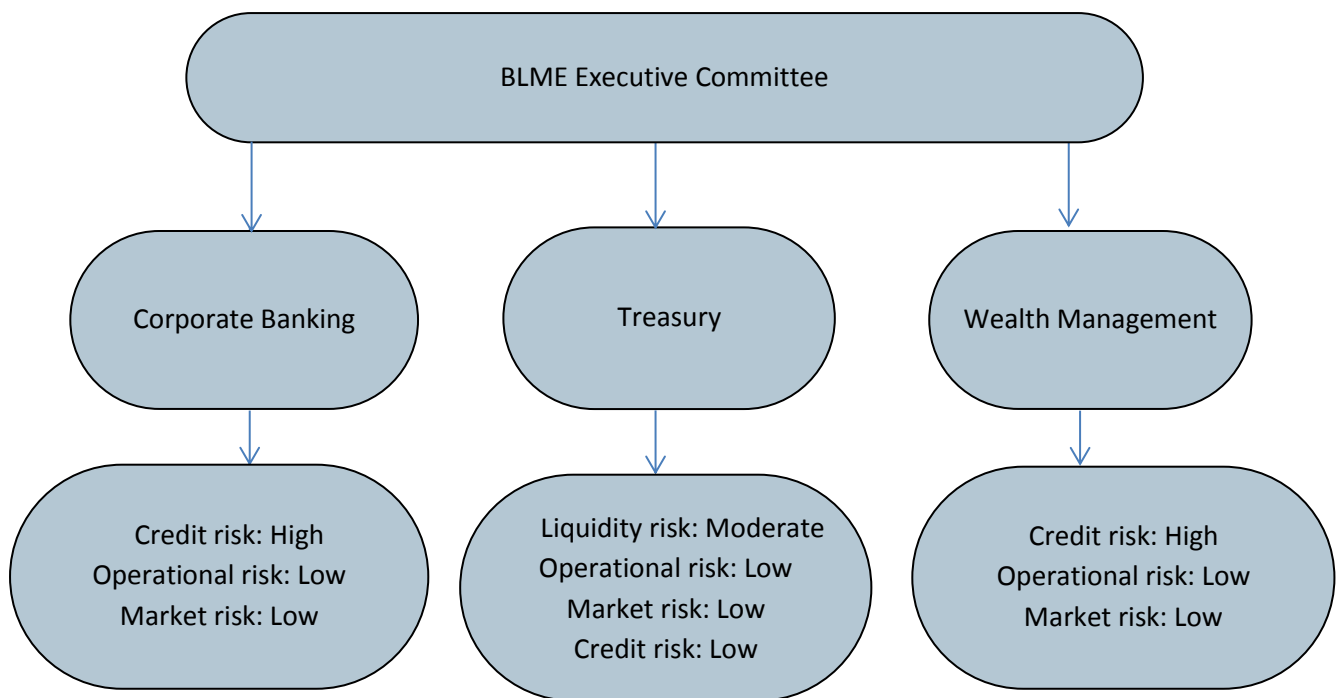 BLME Executive Committee
Corporate Banking
Treasury
Wealth Management
Credit risk: High
Operational risk: Low
Market risk: Low
Liquidity risk: Moderate
Operational risk: Low
Market risk: Low
Credit risk: Low
Credit risk: High
Operational risk: Low
Market risk: Low